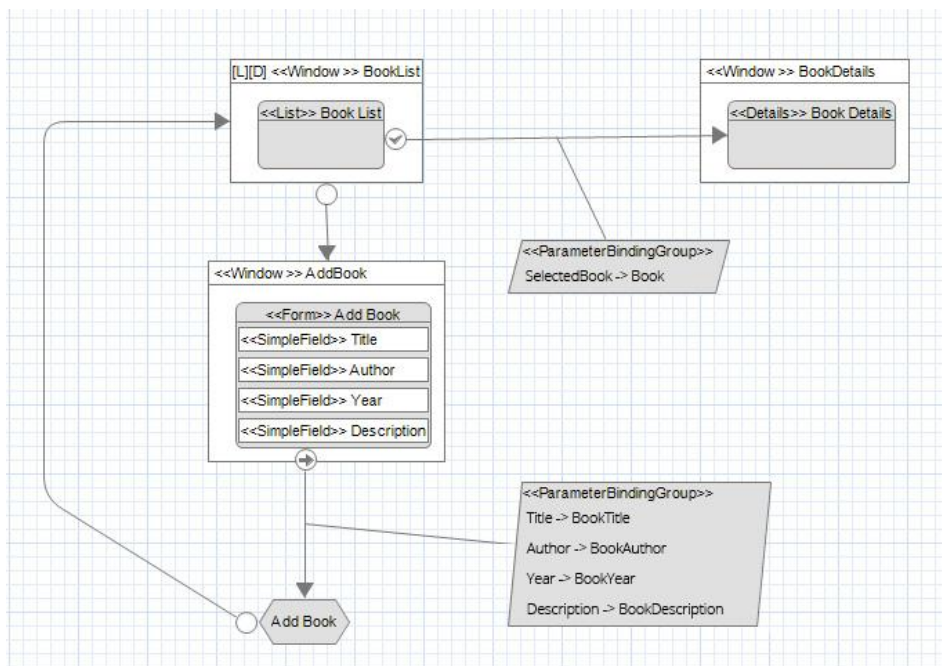 [L][D] <<Window >> BookList
<<List>> Book List
<<Window >> BookDetails
<<Details>> Book Details
<<ParameterBindingGroup>>
SelectedBook -> Book
<<Window >> AddBook
<<Form>> Add Book
<<SimpleField>> Title
<<SimpleField>> Author
<<SimpleField>> Year
<<SimpleField>> Description
<<ParameterBindingGroup>>
Title -> BookTitle
Author -> BookAuthor
Year -> BookYear
Description -> BookDescription
Add Book